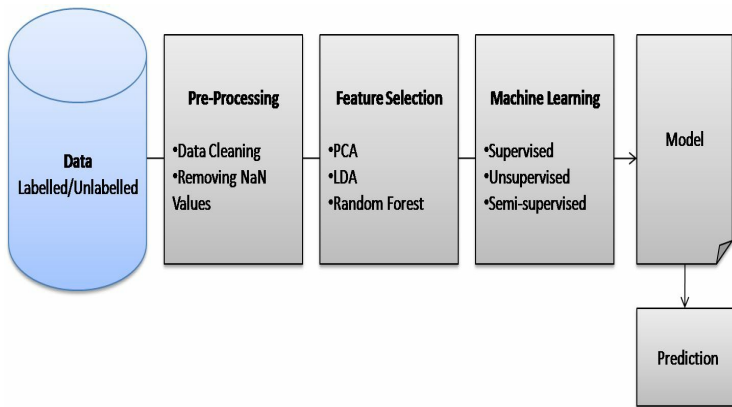 Data
Labelled/Unlabelled
Pre-Processing
•Data Cleaning
•Removing NaN
Values
Feature Selection
•PCA
•LDA
•Random Forest
Machine Learning
•Supervised
•Unsupervised
•Semi-supervised
Model
Prediction